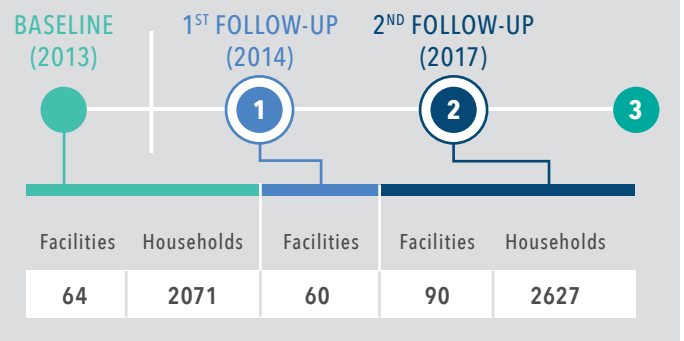 BASELINE
(2013)
1ST FOLLOW-UP
(2014)
2ND FOLLOW-UP
(2017)
1
2
3
Facilities Households Facilities Facilities Households
64 2071 60 90 2627